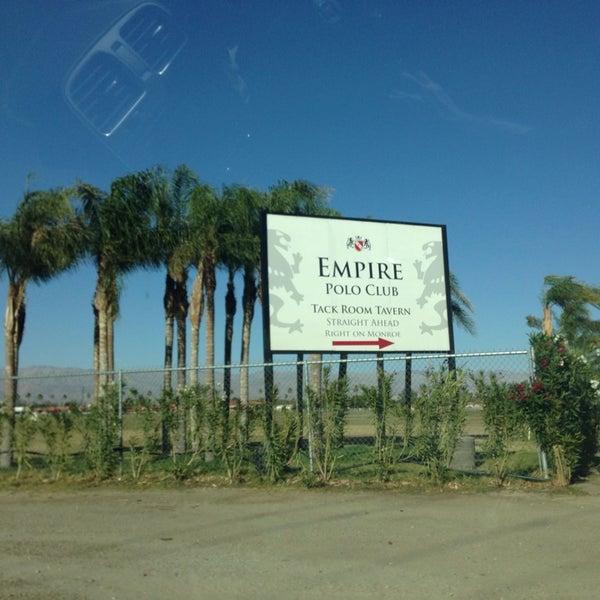 EMPIRE
POLO CLUB
TACK ROOM TAVERN
STRAIGHT AHEAD
RIGHT ON MONROE